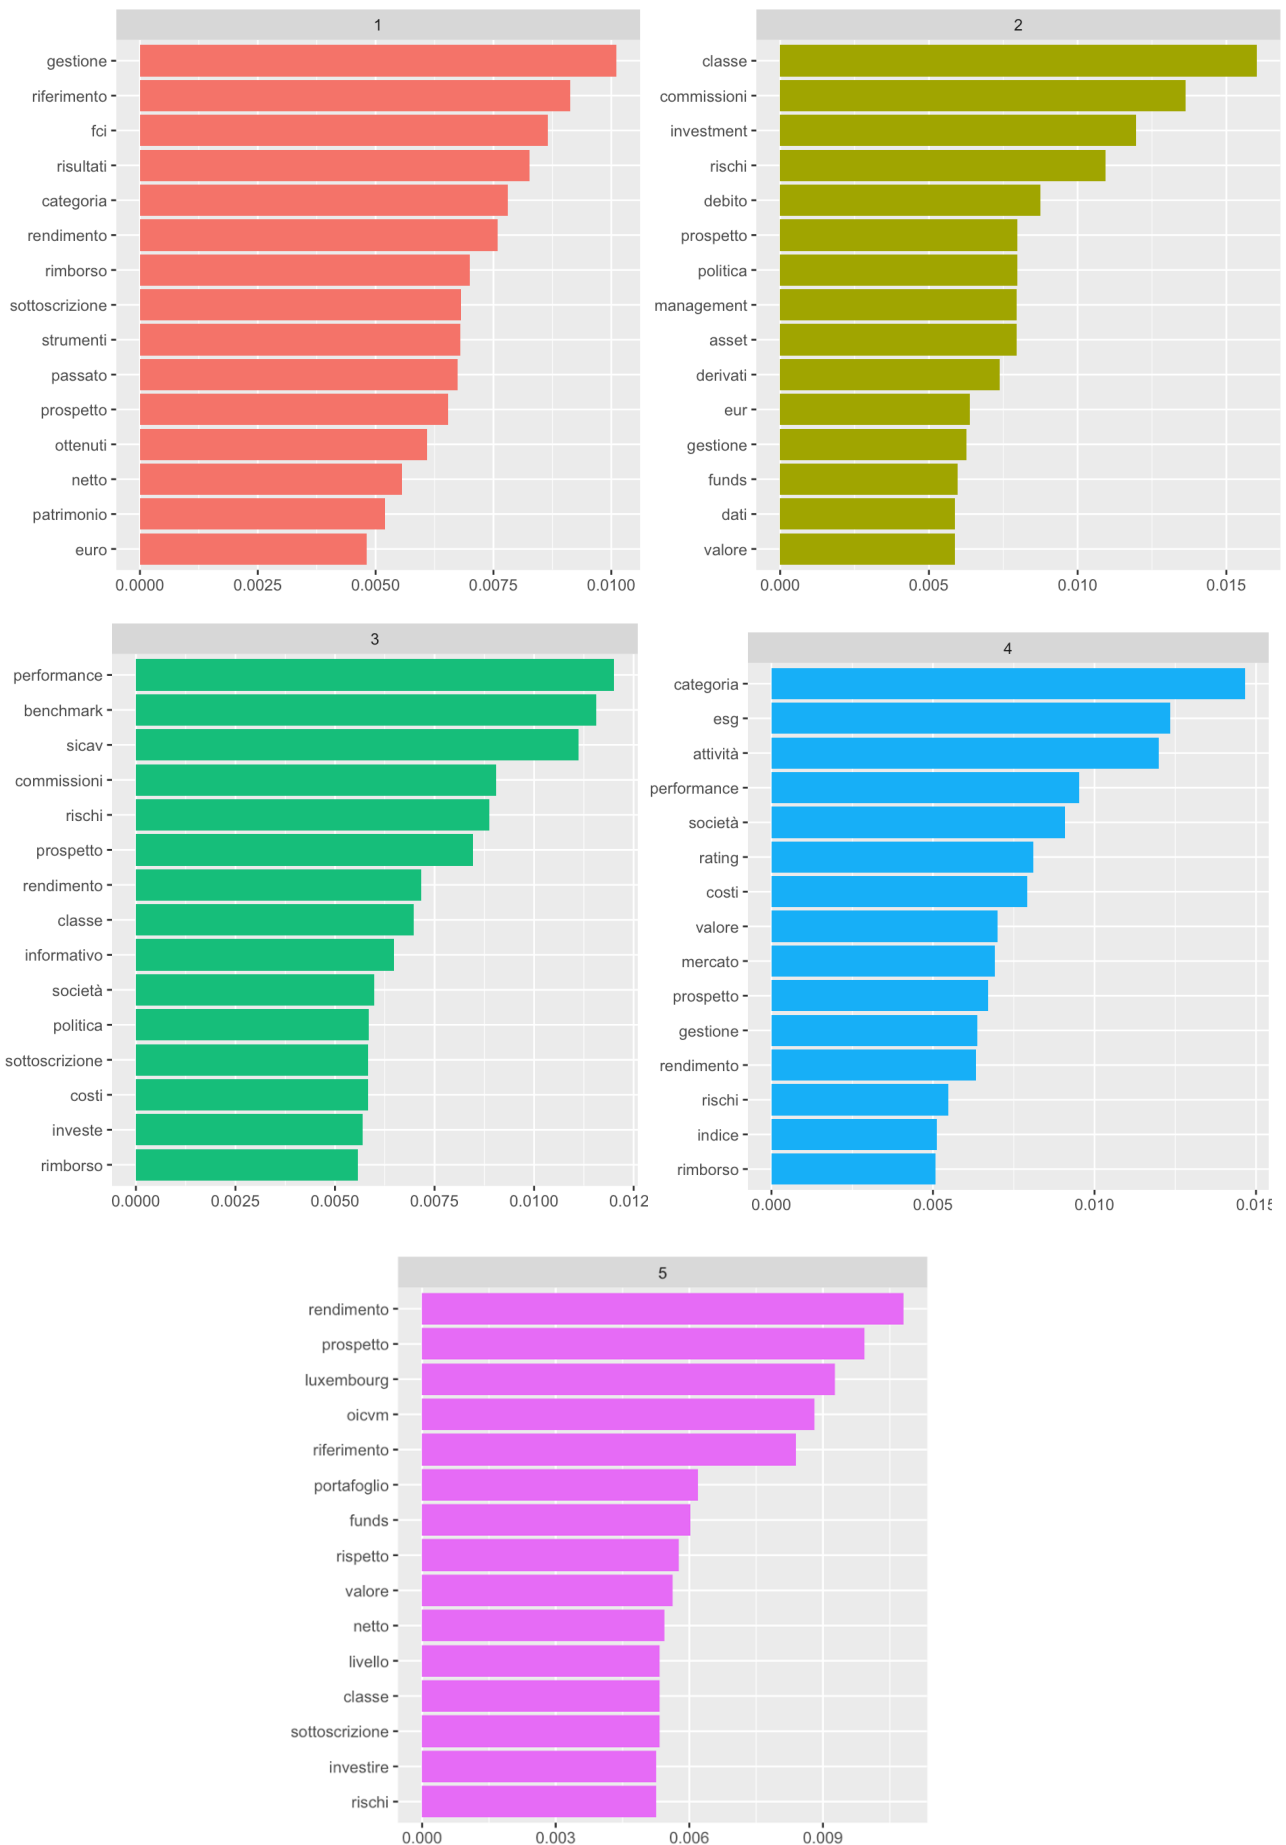 1
gestione
riferimento
fci
risultati
categoria
rendimento
rimborso
sottoscrizione
strumenti
passato
prospetto
ottenuti
netto
patrimonio
euro
0.0000 0.0025 0.0050 0.0075 0.0100
2
classe
commissioni
investment
rischi
debito
prospetto
politica
management
asset
derivati
eur
gestione
funds
dati
valore
0.000 0.005 0.010 0.015
3
performance
benchmark
sicav
commissioni
rischi
prospetto
rendimento
classe
informativo
società
politica
sottoscrizione
costi
investe
rimborso
0.0000 0.0025 0.0050 0.0075 0.0100 0.012
4
categoria
esg
attività
performance
società
rating
costi
valore
mercato
prospetto
gestione
rendimento
rischi
indice
rimborso
0.000 0.005 0.010 0.015
5
rendimento
prospetto
luxembourg
oicvm
riferimento
portafoglio
funds
rispetto
valore
netto
livello
classe
sottoscrizione
investire
rischi
0.000 0.003 0.006 0.009